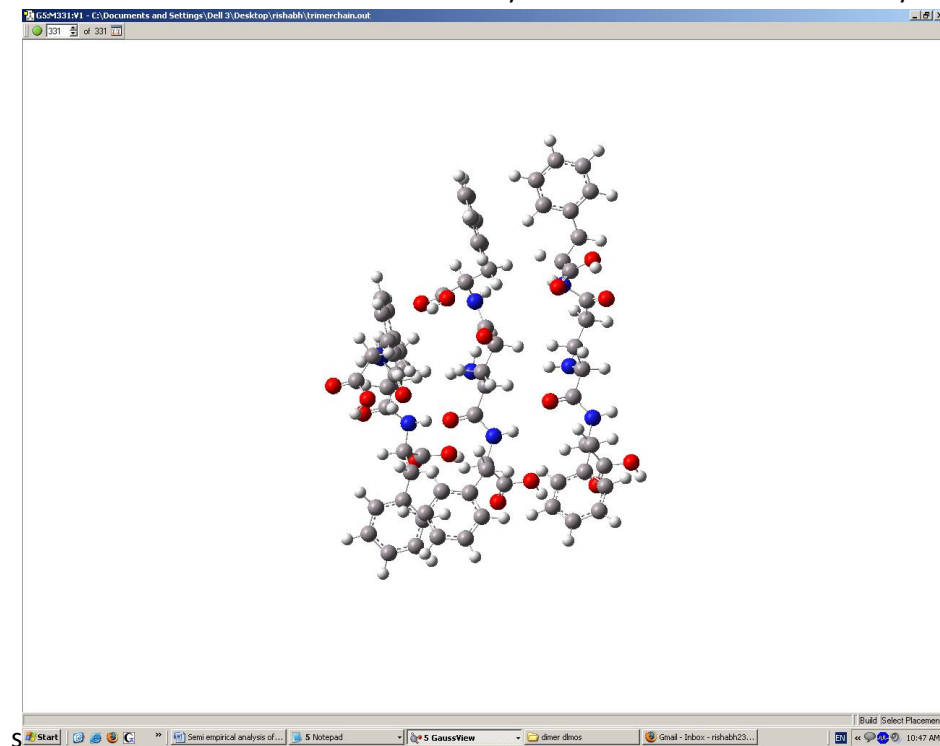 G5:M331:V1 - C:\Documents and Settings\Dell 3\Desktop\rishabh\trimerchain.out
331 of 331
Build Select Placement
S
Start » Semi empirical analysis of... 5 Notepad 5 GaussView dimer dlmos Gmail - Inbox - rishabh23... EN « 10:47 AM